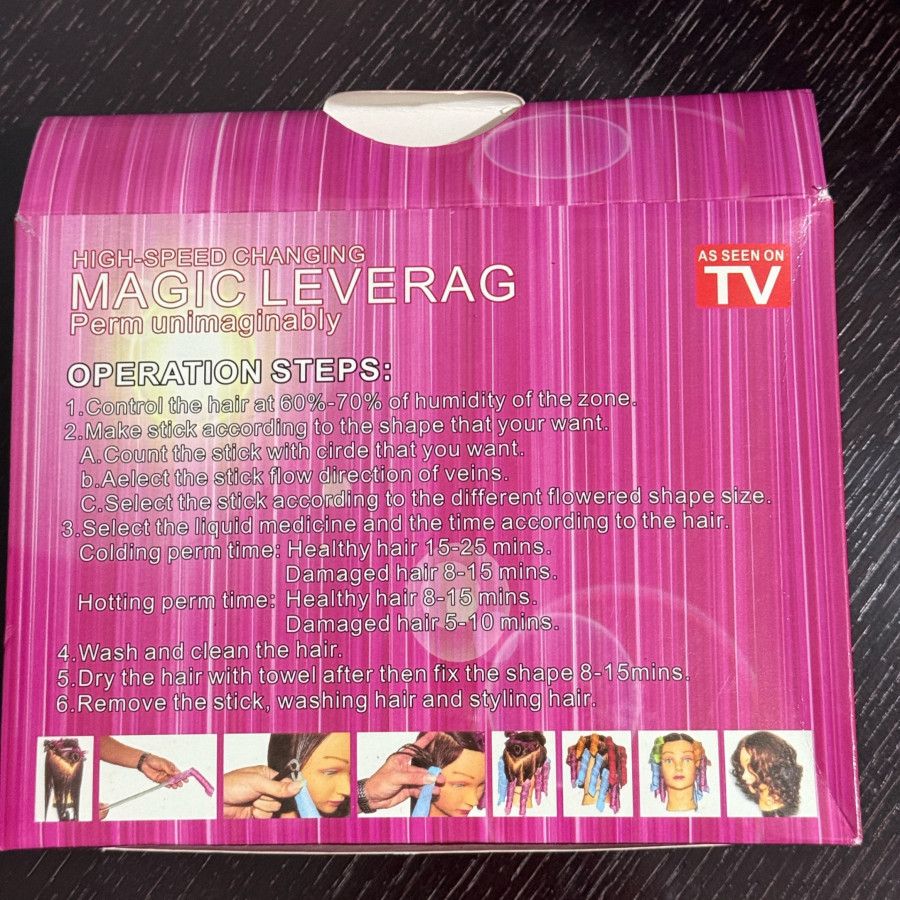 HIGH-SPEED CHANGING
MAGIC LEVERAG
Perm unimaginably
AS SEEN ON
TV
OPERATION STEPS:
1.Control the hair at 60%-70% of humidity of the zone.
2.Make stick according to the shape that your want.
A.Count the stick with cirde that you want.
b.Aelect the stick flow direction of veins.
C.Select the stick according to the different flowered shape size.
3.Select the liquid medicine and the time according to the hair.
Colding perm time: Healthy hair 15-25 mins.
Damaged hair 8-15 mins.
Hotting perm time: Healthy hair 8-15 mins.
Damaged hair 5-10 mins.
4.Wash and clean the hair.
5.Dry the hair with towel after then fix the shape 8-15mins.
6.Remove the stick, washing hair and styling hair.